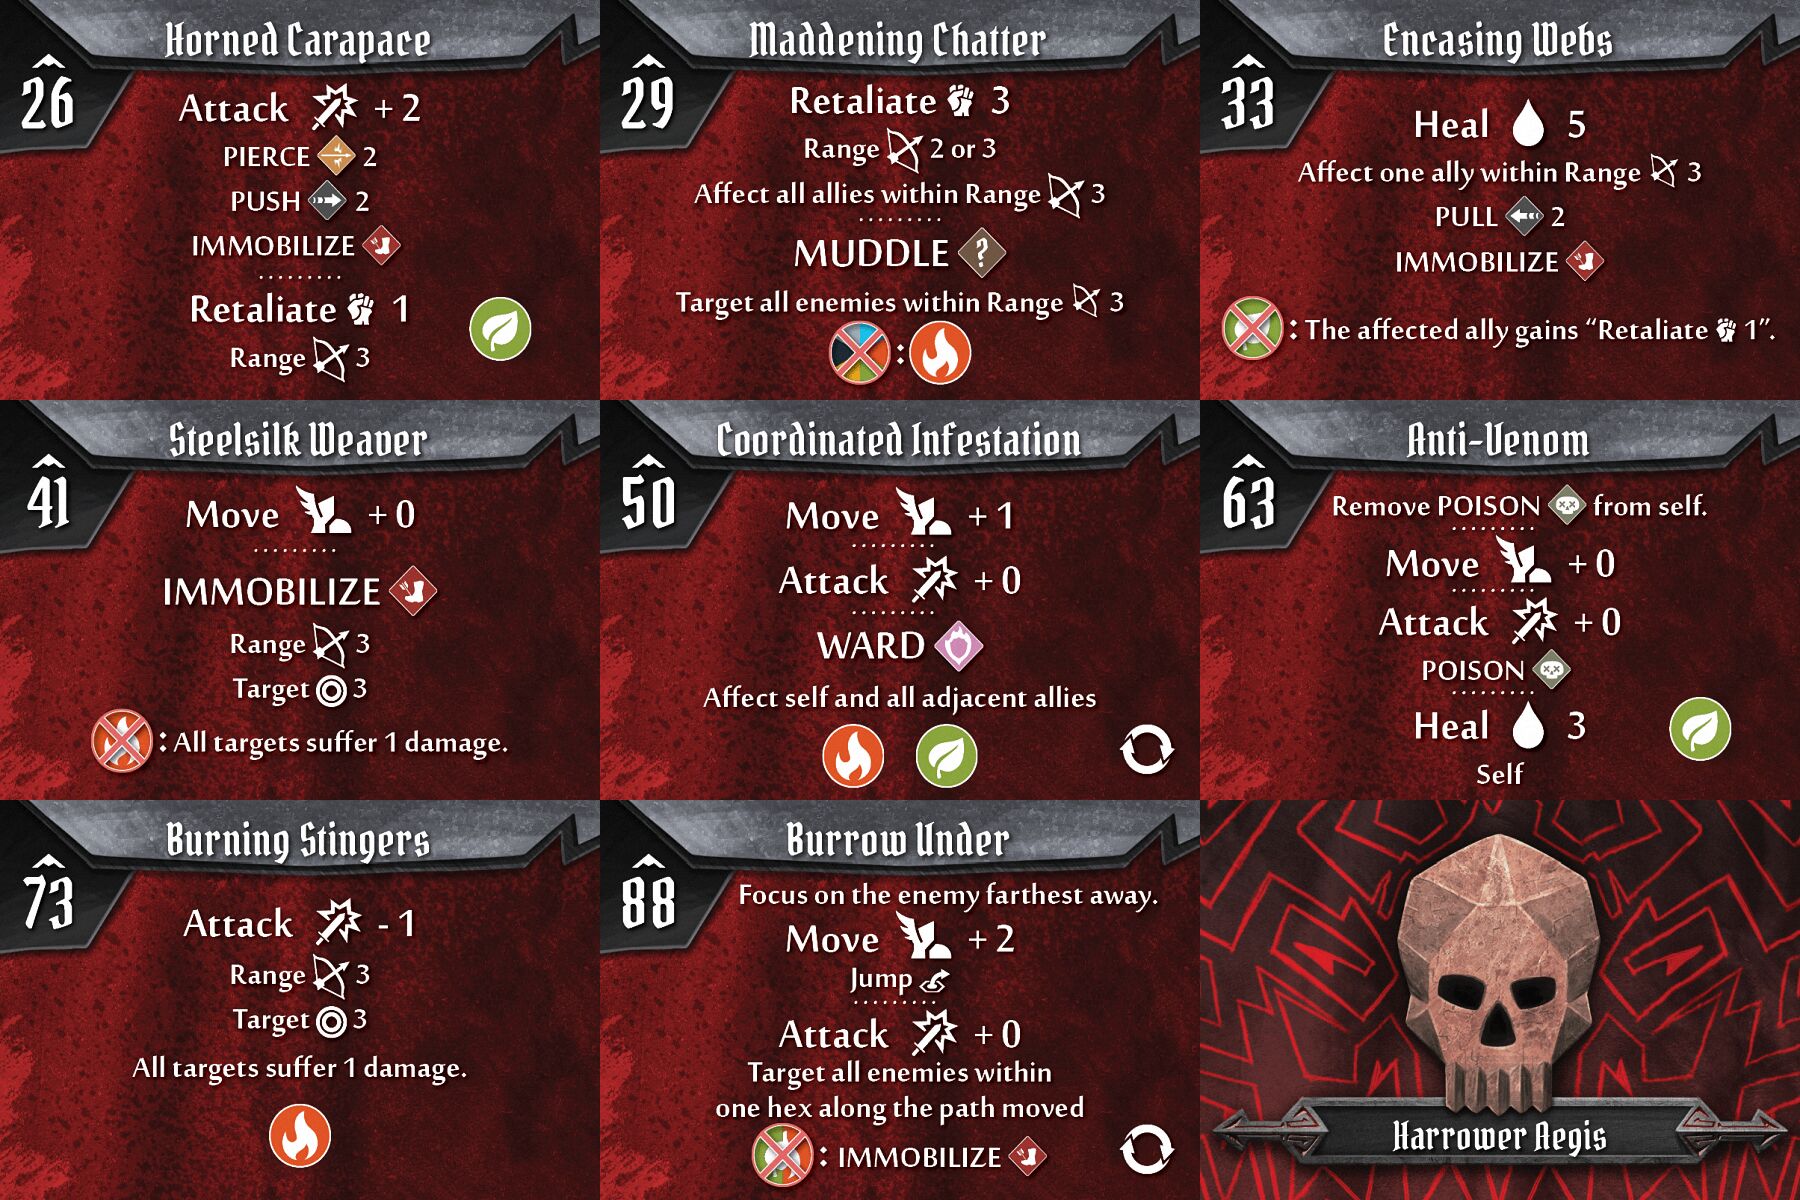 Horned Carapace
26
Attack + 2
PIERCE 2
PUSH 2
IMMOBILIZE
Retaliate 1
Range 3
Maddening Chatter
29
Retaliate 3
Range 2 or 3
Affect all allies within Range 3
MUDDLE ?
Target all enemies within Range 3
:
Encasing Webs
33
Heal 5
Affect one ally within Range 3
PULL 2
IMMOBILIZE
: The affected ally gains “Retaliate 1”.
Steelsilk Weaver
41
Move + 0
IMMOBILIZE
Range 3
Target 3
: All targets suffer 1 damage.
Coordinated Infestation
50
Move + 1
Attack + 0
WARD
Affect self and all adjacent allies
Anti-Venom
63
Remove POISON from self.
Move + 0
Attack + 0
POISON
Heal 3
Self
Burning Stingers
73
Attack - 1
Range 3
Target 3
All targets suffer 1 damage.
Burrow Under
88
Focus on the enemy farthest away.
Move + 2
Jump
Attack + 0
Target all enemies within
one hex along the path moved
: IMMOBILIZE
Harrower Aegis